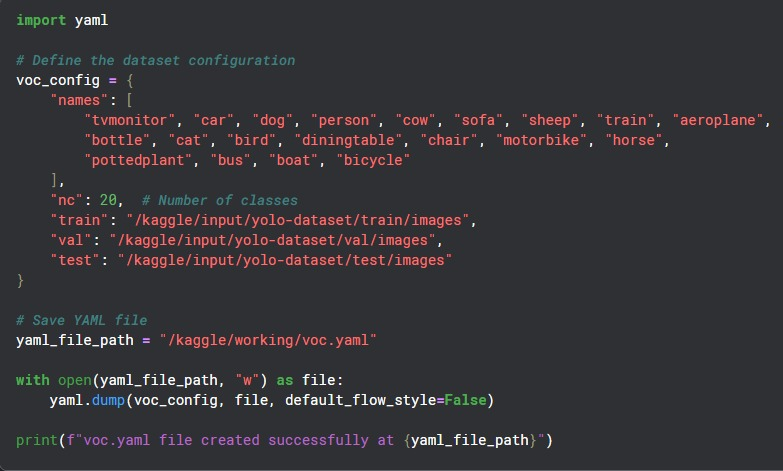 import yaml
# Define the dataset configuration
voc_config = {
    "names": [
        "tvmonitor", "car", "dog", "person", "cow", "sofa", "sheep", "train", "aeroplane",
        "bottle", "cat", "bird", "diningtable", "chair", "motorbike", "horse",
        "pottedplant", "bus", "boat", "bicycle"
    ],
    "nc": 20,  # Number of classes
    "train": "/kaggle/input/yolo-dataset/train/images",
    "val": "/kaggle/input/yolo-dataset/val/images",
    "test": "/kaggle/input/yolo-dataset/test/images"
}
# Save YAML file
yaml_file_path = "/kaggle/working/voc.yaml"
with open(yaml_file_path, "w") as file:
    yaml.dump(voc_config, file, default_flow_style=False)
print(f"voc.yaml file created successfully at {yaml_file_path}")